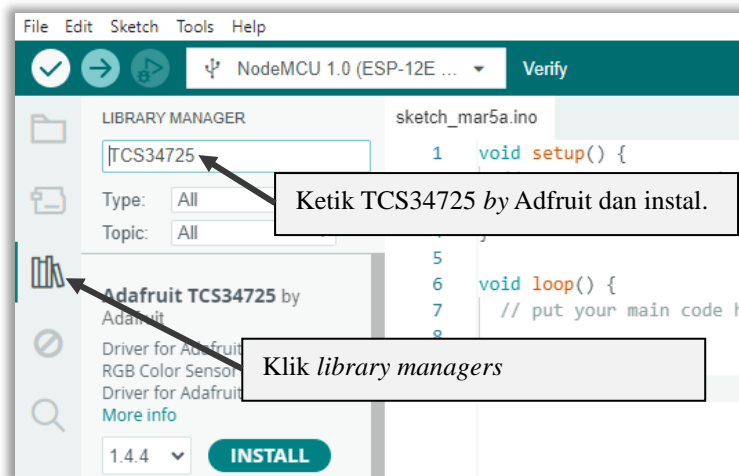 File Edit Sketch Tools Help
NodeMCU 1.0 (ESP-12E ... Verify
LIBRARY MANAGER
sketch_mar5a.ino
TCS34725
1 void setup() {
Type: All
Ketik TCS34725 by Adfruit dan instal.
Topic: All
5
6 void loop() {
Adafruit TCS34725 by
Adafruit
7 // put your main code
8
Driver for Adafruit
RGB Color Sensor
Klik library managers
Driver for Adafruit
More info
1.4.4 INSTALL